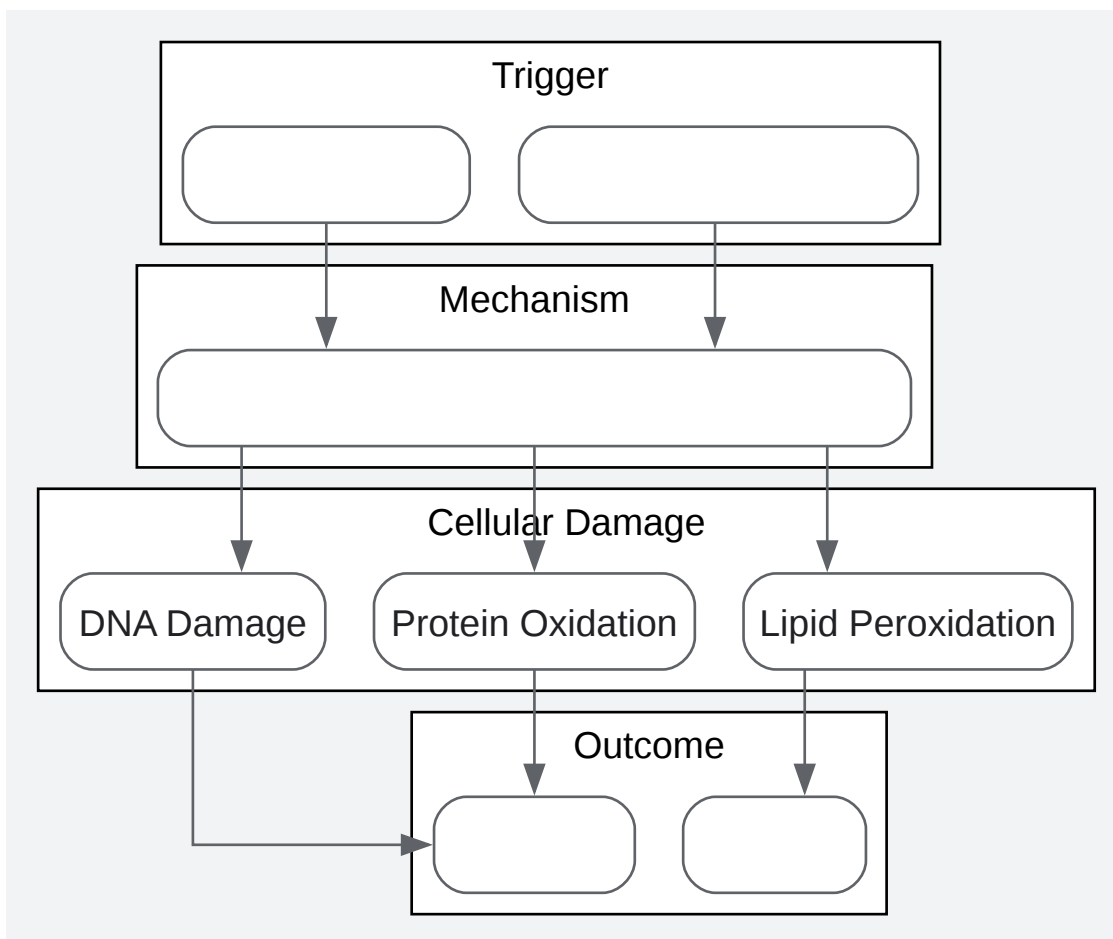 Trigger
Mechanism
Cellular Damage
DNA Damage
Protein Oxidation
Lipid Peroxidation
Outcome